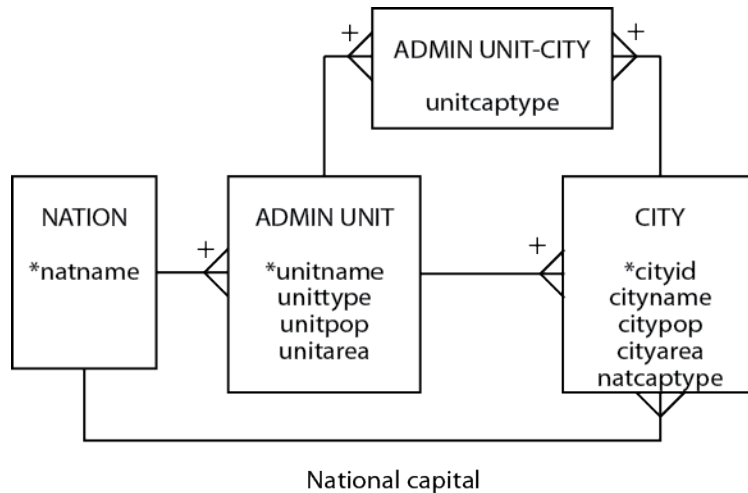 +
+
ADMIN UNIT-CITY
unitcaptype
NATION
*natname
+
ADMIN UNIT
*unitname
unittype
unitpop
unitarea
+
CITY
*cityid
cityname
citypop
cityarea
natcaptype
National capital